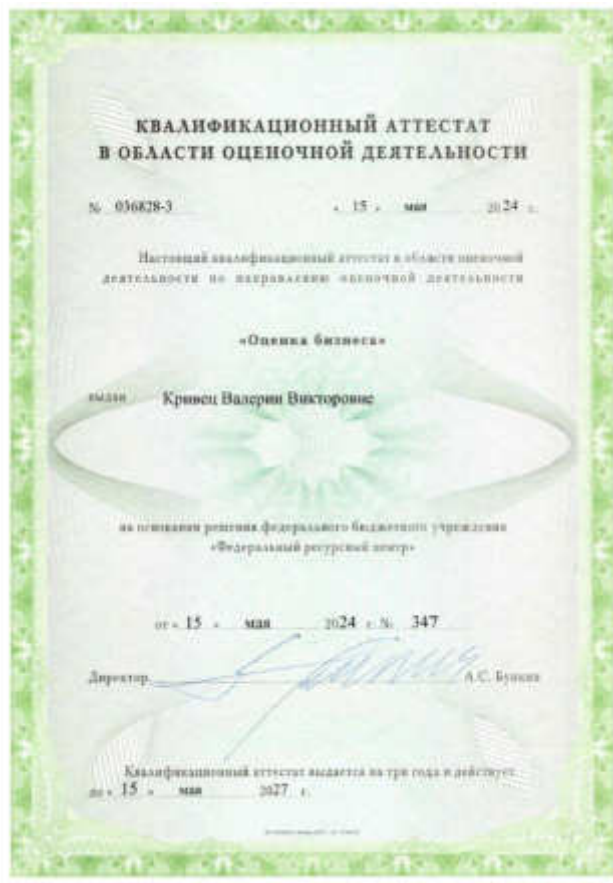 КВАЛИФИКАЦИОННЫЙ АТТЕСТАТ
В ОБЛАСТИ ОЦЕНОЧНОЙ ДЕЯТЕЛЬНОСТИ
№ 036828-3 « 15 » мая 2024 г.
Настоящий квалификационный аттестат в области оценочной
деятельности по направлению оценочной деятельности
«Оценка бизнеса»
выдан Кривец Валерии Викторовне
на основании решения федерального бюджетного учреждения
«Федеральный ресурсный центр»
от « 15 » мая 2024 г. № 347
Директор А.С. Бункин
Квалификационный аттестат выдается на три года и действует
до « 15 » мая 2027 г.